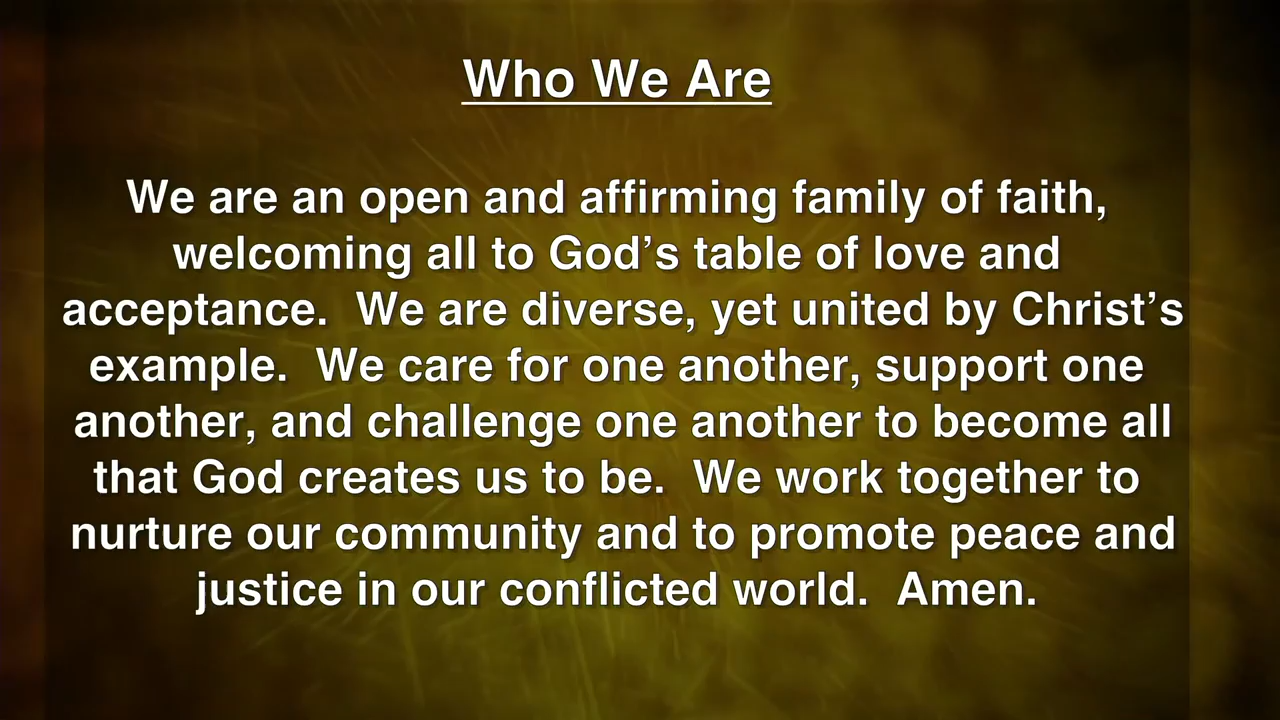 Who We Are
We are an open and affirming family of faith,
welcoming all to God’s table of love and
acceptance.  We are diverse, yet united by Christ’s
example.  We care for one another, support one
another, and challenge one another to become all
that God creates us to be.  We work together to
nurture our community and to promote peace and
justice in our conflicted world.  Amen.